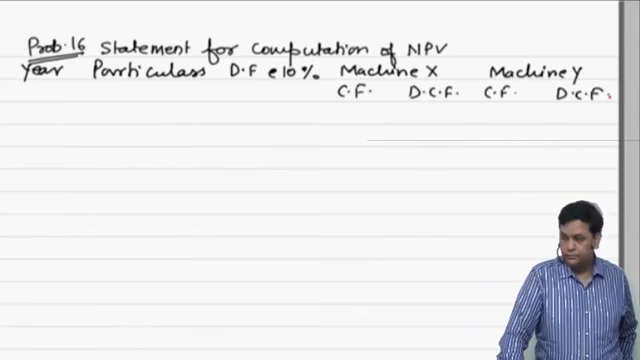 Prob.16 Statement for Computation of NPV
Year Particulars D.F @ 10% Machine X Machine Y
C.F. D.C.F. C.F. D.C.F.